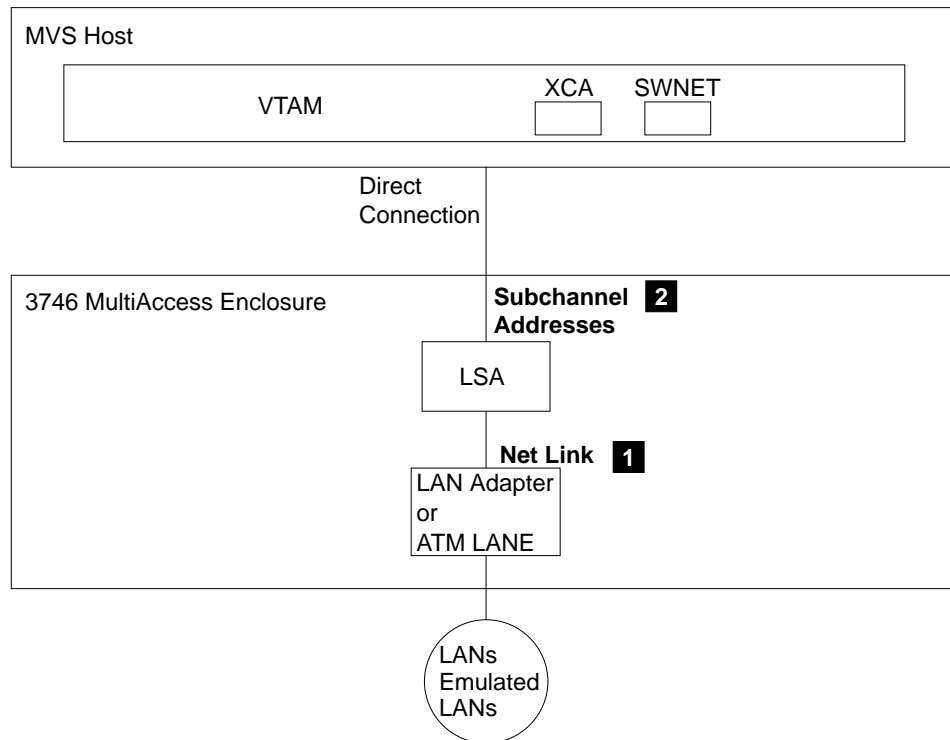 MVS Host
VTAM
XCA
SWNET
Direct
Connection
3746 MultiAccess Enclosure
Subchannel 2
Addresses
LSA
Net Link 1
LAN Adapter
or
ATM LANE
LANs
Emulated
LANs